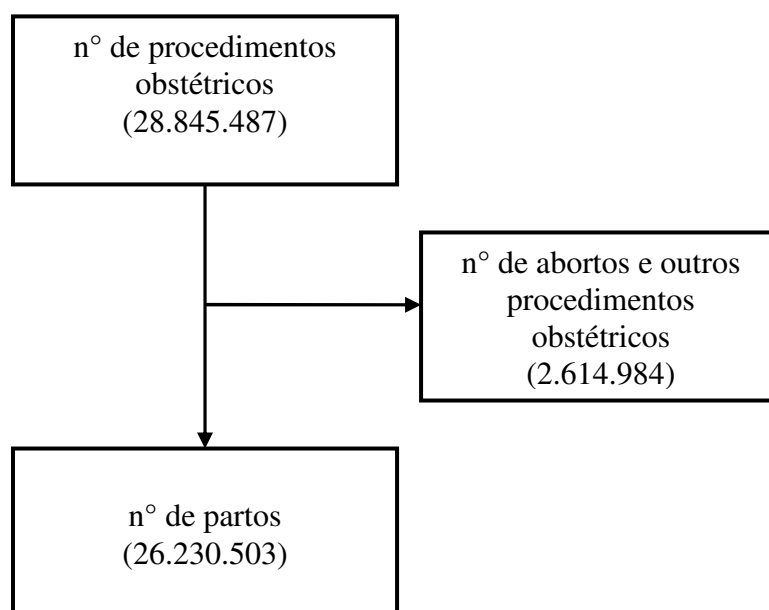 n° de procedimentos
obstétricos
(28.845.487)
n° de abortos e outros
procedimentos
obstétricos
(2.614.984)
n° de partos
(26.230.503)